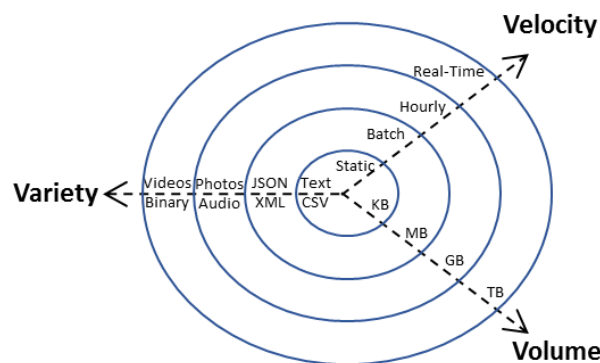 Velocity
Real-Time
Hourly
Batch
Static
Variety
Videos Photos JSON Text
Binary Audio XML CSV
KB
MB
GB
TB
Volume